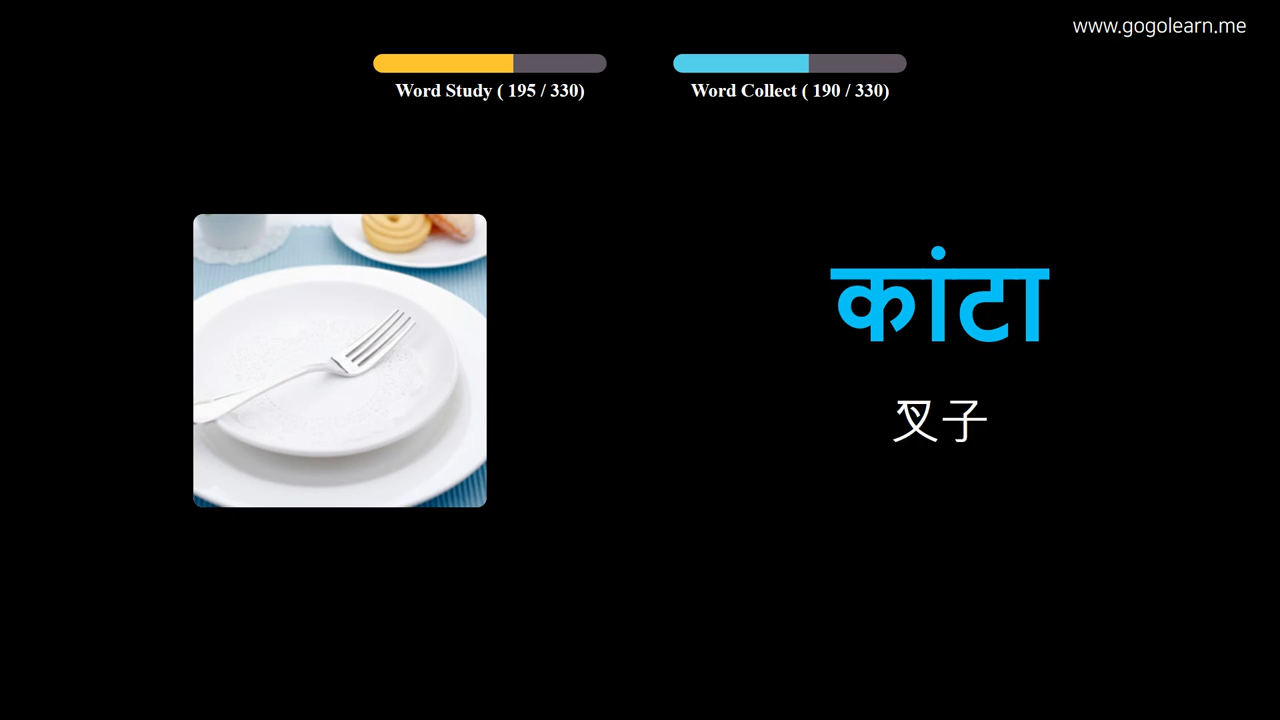 www.gogolearn.me
Word Study ( 195 / 330)
Word Collect ( 190 / 330)
कांटा
叉子